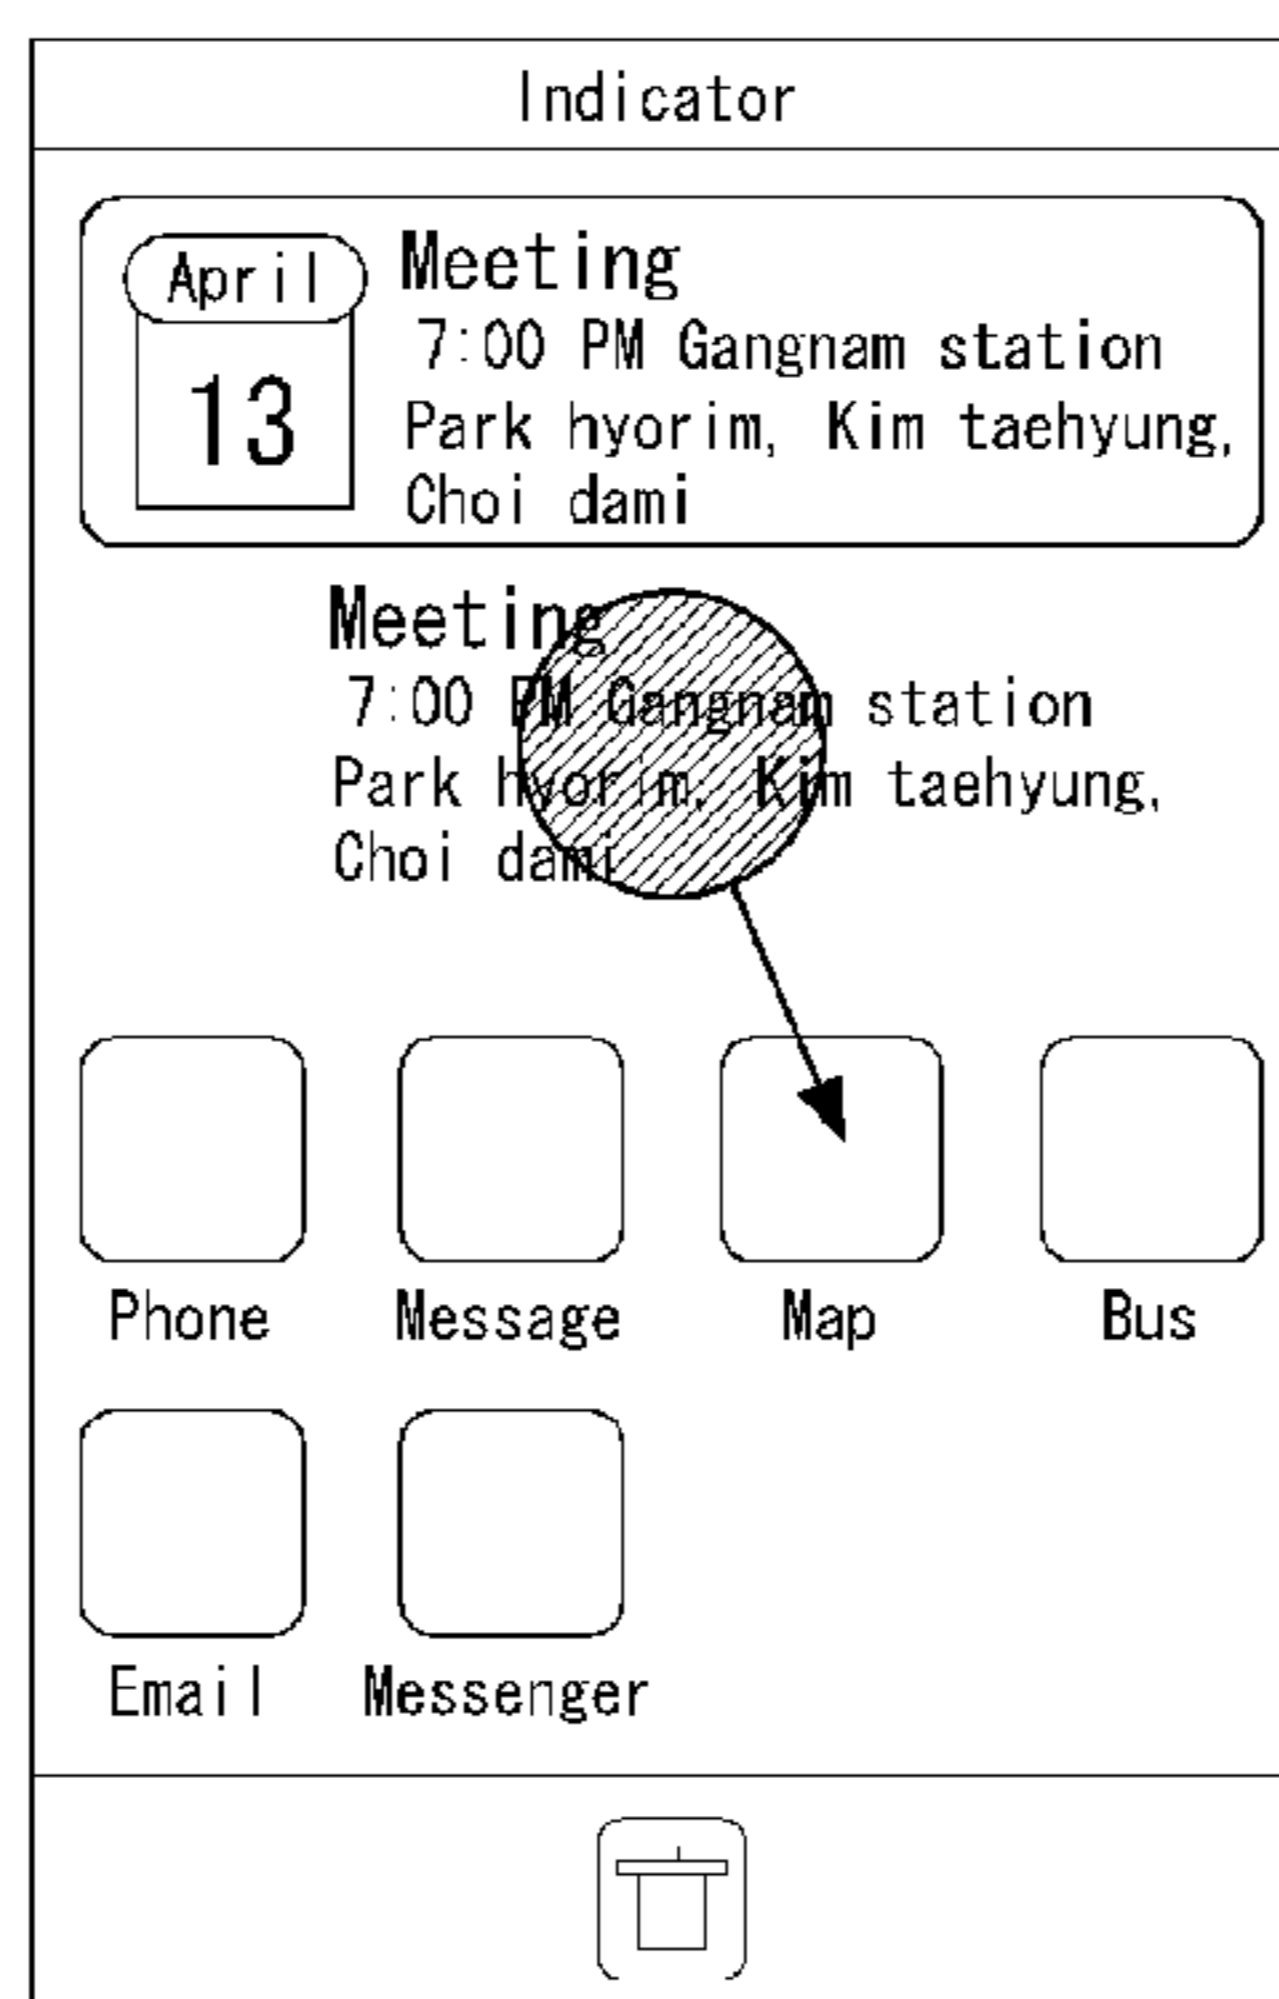 Indicator
April
13
Meeting
7:00 PM Gangnam station
Park hyorim, Kim taehyung,
Choi dami
Meeting
7:00 PM Gangnam station
Park hyorim, Kim taehyung,
Choi dami
Phone Message Map Bus
Email Messenger